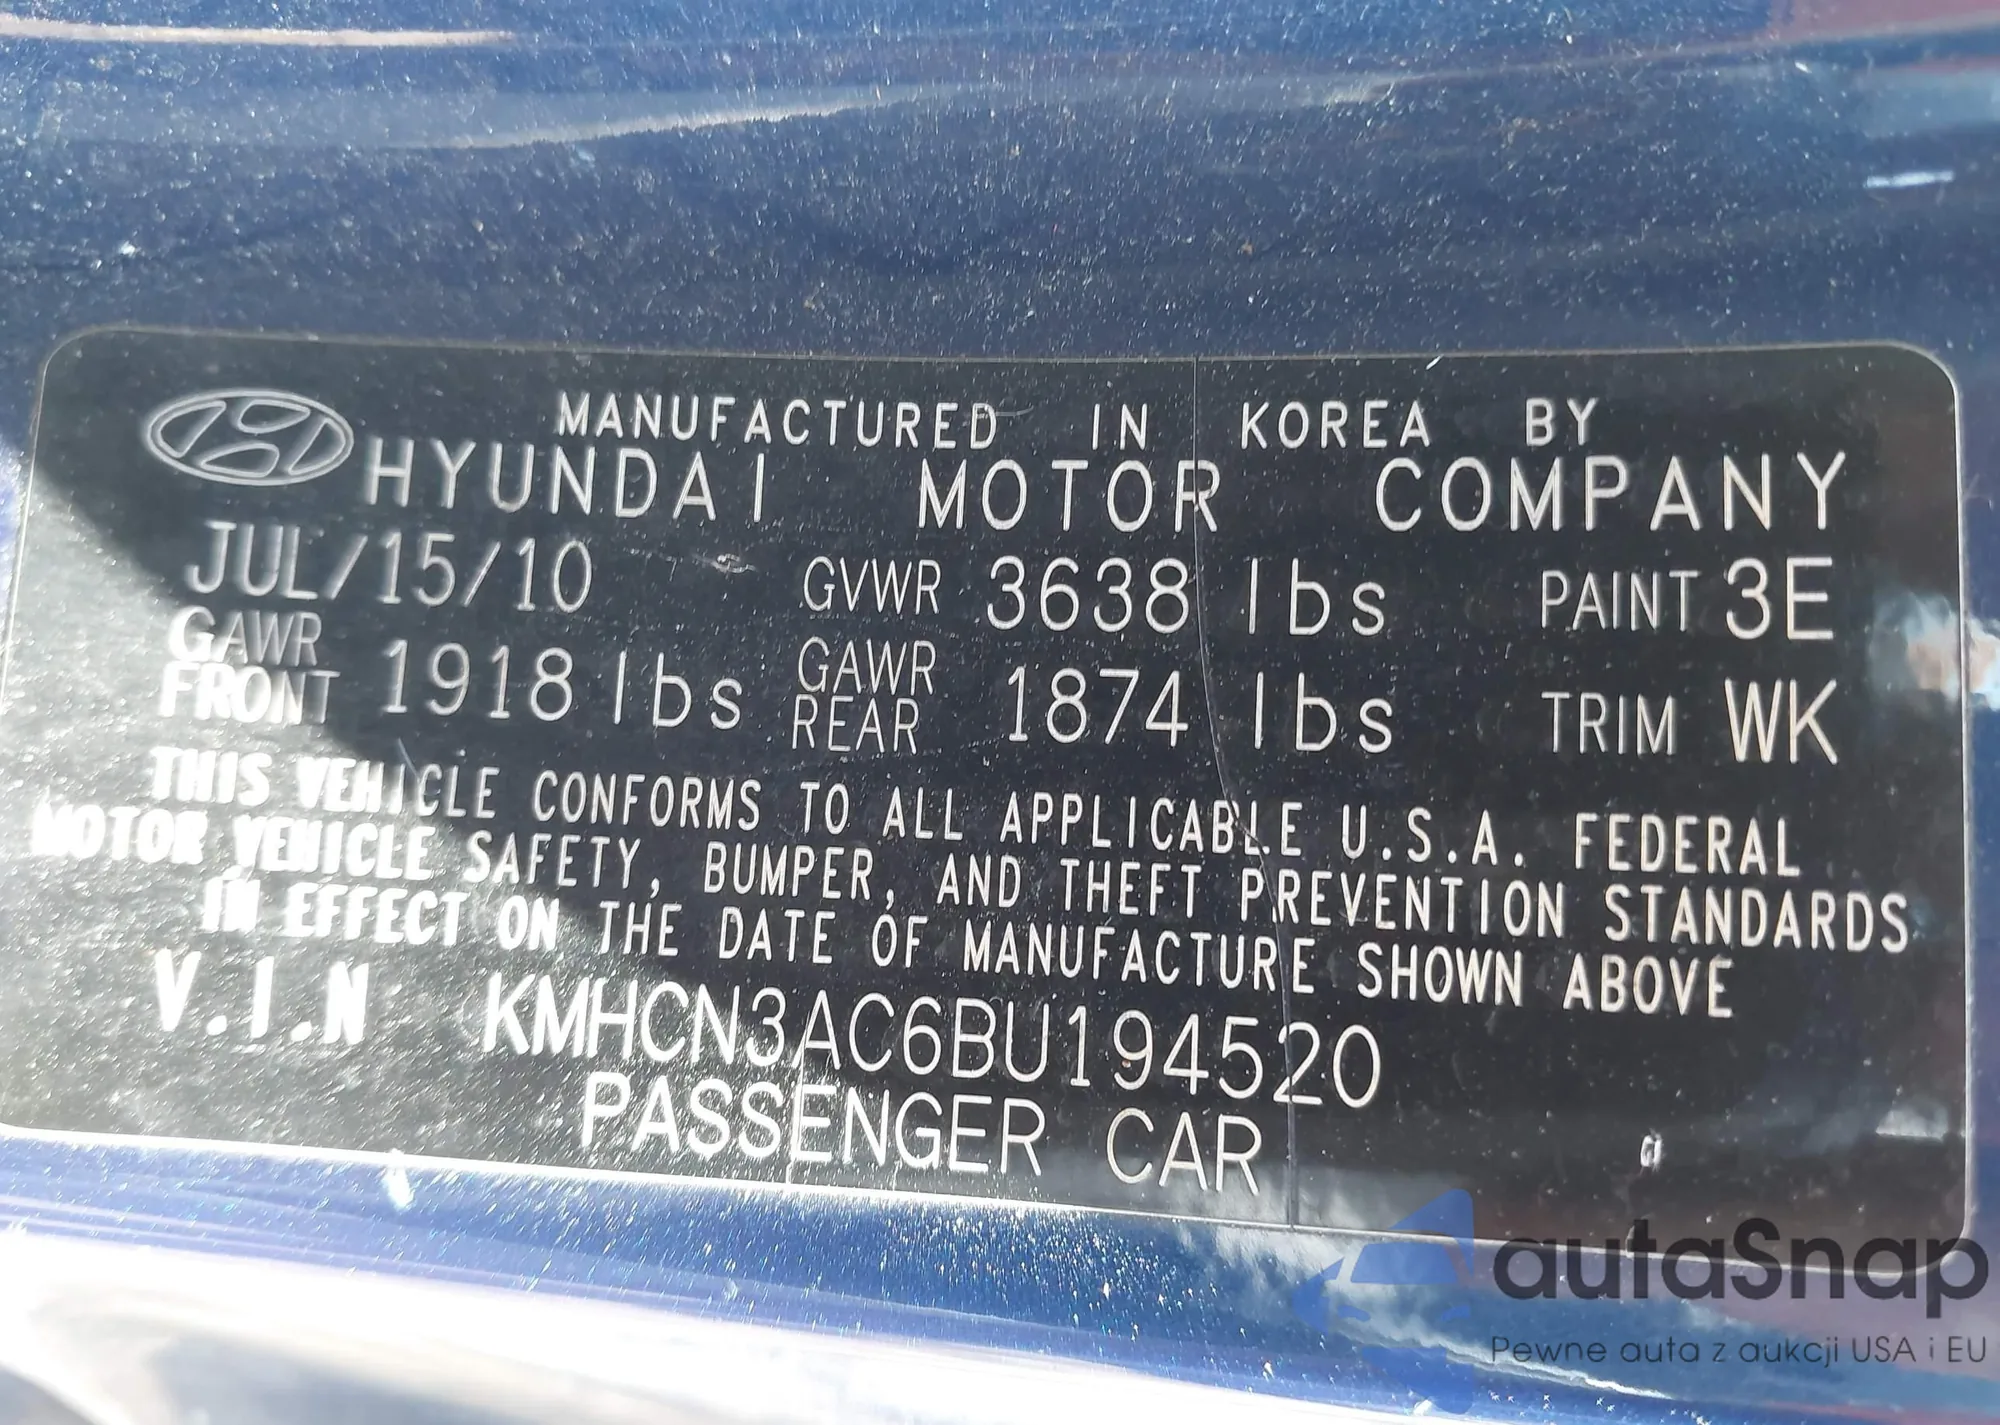 MANUFACTURED IN KOREA BY
HYUNDAI MOTOR COMPANY
JUL/15/10 GVWR 3638 lbs PAINT 3E
GAWR FRONT 1918 lbs GAWR REAR 1874 lbs TRIM WK
THIS VEHICLE CONFORMS TO ALL APPLICABLE U.S.A. FEDERAL
MOTOR VEHICLE SAFETY, BUMPER, AND THEFT PREVENTION STANDARDS
IN EFFECT ON THE DATE OF MANUFACTURE SHOWN ABOVE
V.I.N KMHCN3AC6BU194520
PASSENGER CAR
autaSnap
Pewne auta z aukcji USA i EU